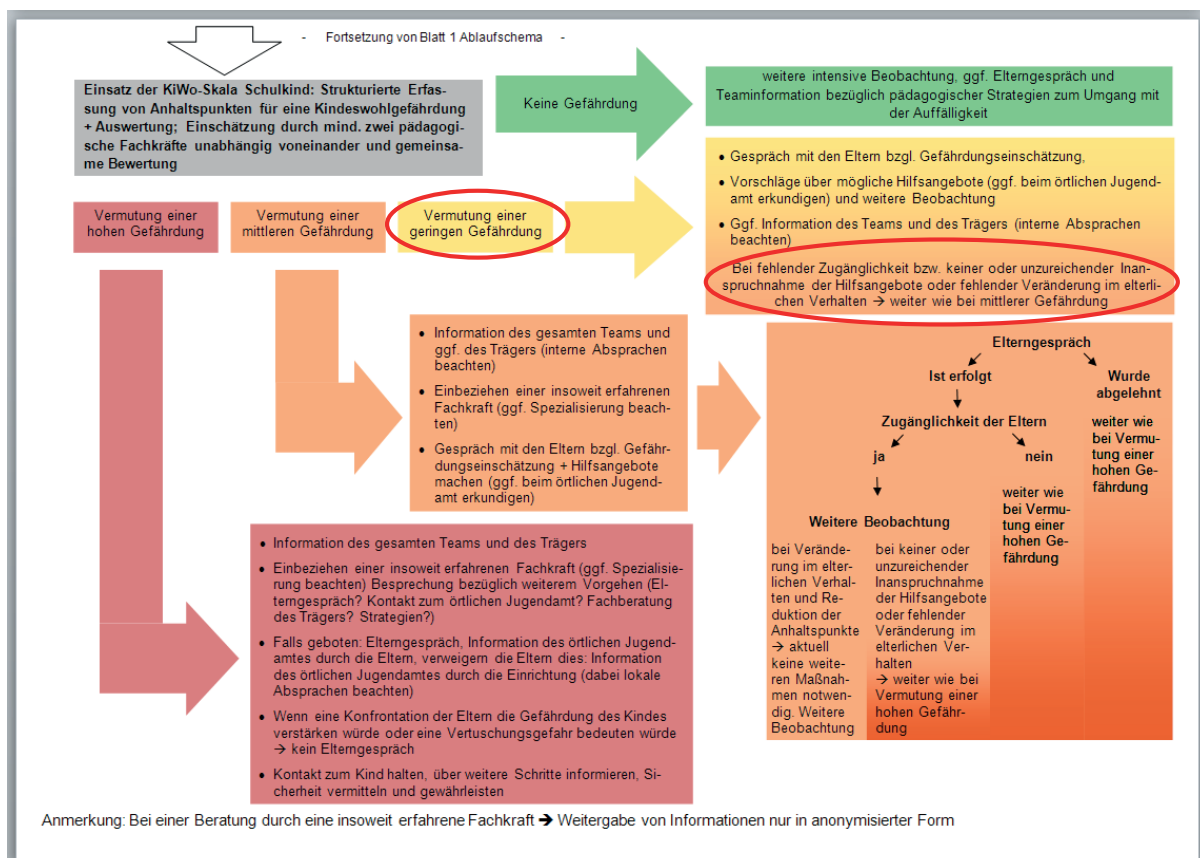 - Fortsetzung von Blatt 1 Ablaufschema -
Einsatz der KiWo-Skala Schulkind: Strukturierte Erfas-
sung von Anhaltspunkten für eine Kindeswohlgefährdung
+ Auswertung; Einschätzung durch mind. zwei pädagogi-
sche Fachkräfte unabhängig voneinander und gemeinsa-
me Bewertung
Keine Gefährdung
weitere intensive Beobachtung, ggf. Elterngespräch und
Teaminformation bezüglich pädagogischer Strategien zum Umgang mit
der Auffälligkeit
Vermutung einer
hohen Gefährdung
Vermutung einer
mittleren Gefährdung
Vermutung einer
geringen Gefährdung
• Gespräch mit den Eltern bzgl. Gefährdungseinschätzung,
• Vorschläge über mögliche Hilfsangebote (ggf. beim örtlichen Jugend-
amt erkundigen) und weitere Beobachtung
• Ggf. Information des Teams und des Trägers (interne Absprachen
beachten)
Bei fehlender Zugänglichkeit bzw. keiner oder unzureichender Inan-
spruchnahme der Hilfsangebote oder fehlender Veränderung im elter-
lichen Verhalten → weiter wie bei mittlerer Gefährdung
• Information des gesamten Teams und
ggf. des Trägers (interne Absprachen
beachten)
• Einbeziehen einer insoweit erfahrenen
Fachkraft (ggf. Spezialisierung beach-
ten)
• Gespräch mit den Eltern bzgl. Gefähr-
dungseinschätzung + Hilfsangebote
machen (ggf. beim örtlichen Jugend-
amt erkundigen)
Elterngespräch
Ist erfolgt
Wurde
abgelehnt
Zugänglichkeit der Eltern
ja
nein
weiter wie
bei Vermu-
tung einer
hohen Ge-
fährdung
weiter wie
bei Vermu-
tung einer
hohen Ge-
fährdung
Weitere Beobachtung
bei Verände-
rung im elter-
lichen Verhal-
ten und Re-
duktion der
Anhaltspunkte
→ aktuell
keine weite-
ren Maßnah-
men notwen-
dig. Weitere
Beobachtung
bei keiner oder
unzureichender
Inanspruchnahme
der Hilfsangebote
oder fehlender
Veränderung im
elterlichen Ver-
halten
→ weiter wie bei
Vermutung einer
hohen Gefähr-
dung
• Information des gesamten Teams und des Trägers
• Einbeziehen einer insoweit erfahrenen Fachkraft (ggf. Spezialisie-
rung beachten) Besprechung bezüglich weiterem Vorgehen (El-
terngespräch? Kontakt zum örtlichen Jugendamt? Fachberatung
des Trägers? Strategien?)
• Falls geboten: Elterngespräch, Information des örtlichen Jugend-
amtes durch die Eltern, verweigern die Eltern dies: Information
des örtlichen Jugendamtes durch die Einrichtung (dabei lokale
Absprachen beachten)
• Wenn eine Konfrontation der Eltern die Gefährdung des Kindes
verstärken würde oder eine Vertuschungsgefahr bedeuten würde
→ kein Elterngespräch
• Kontakt zum Kind halten, über weitere Schritte informieren, Si-
cherheit vermitteln und gewährleisten
Anmerkung: Bei einer Beratung durch eine insoweit erfahrene Fachkraft ➔ Weitergabe von Informationen nur in anonymisierter Form